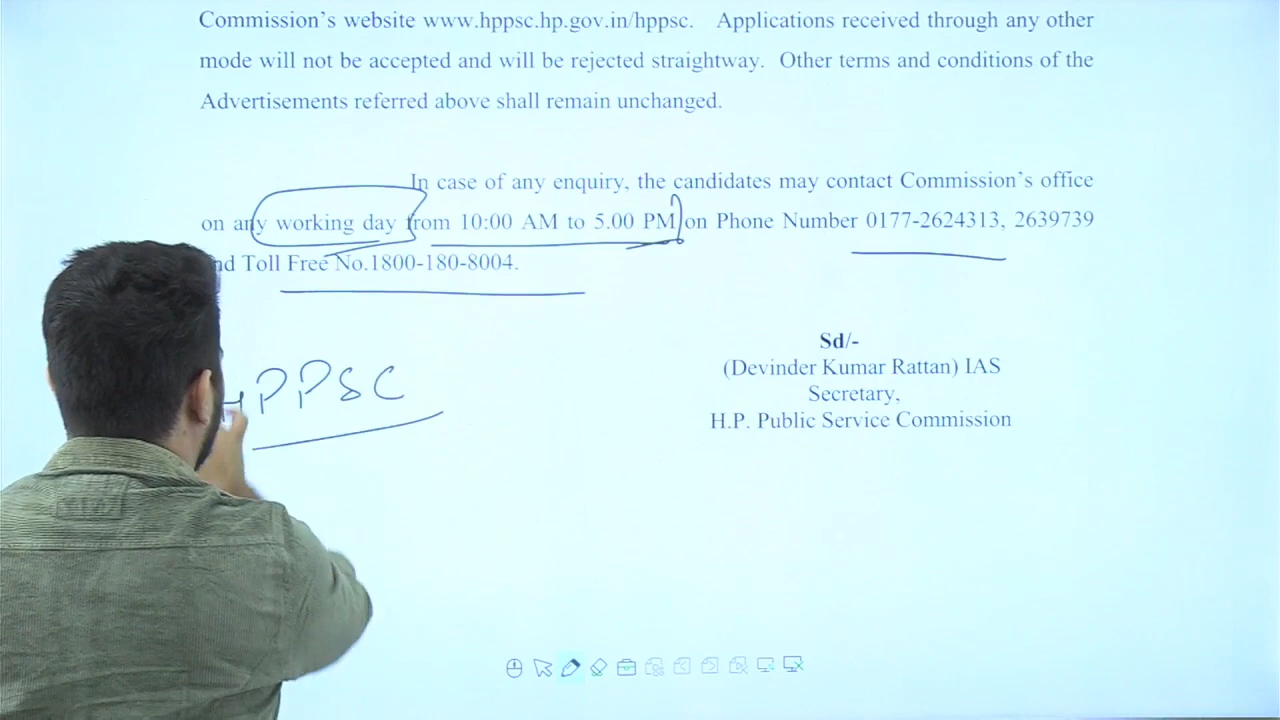 Commission's website www.hppsc.hp.gov.in/hppsc. Applications received through any other
mode will not be accepted and will be rejected straightway. Other terms and conditions of the
Advertisements referred above shall remain unchanged.
In case of any enquiry, the candidates may contact Commission's office
on any working day from 10:00 AM to 5.00 PM on Phone Number 0177-2624313, 2639739
nd Toll Free No.1800-180-8004.
HPPSC
Sd/-
(Devinder Kumar Rattan) IAS
Secretary,
H.P. Public Service Commission